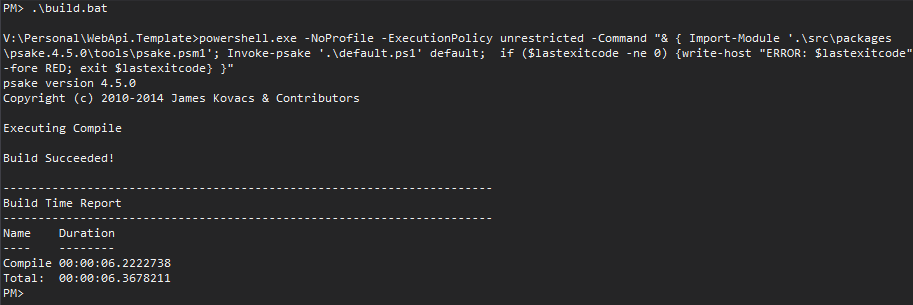 PM> .\build.bat
V:\Personal\WebApi.Template>powershell.exe -NoProfile -ExecutionPolicy unrestricted -Command "& { Import-Module '.\src\packages
\psake.4.5.0\tools\psake.psm1'; Invoke-psake '.\default.ps1' default;  if ($lastexitcode -ne 0) {write-host "ERROR: $lastexitcode"
-fore RED; exit $lastexitcode} }"
psake version 4.5.0
Copyright (c) 2010-2014 James Kovacs & Contributors
Executing Compile
Build Succeeded!
----------------------------------------------------------------------
Build Time Report
----------------------------------------------------------------------
Name    Duration
----    --------
Compile 00:00:06.2222738
Total:  00:00:06.3678211
PM>